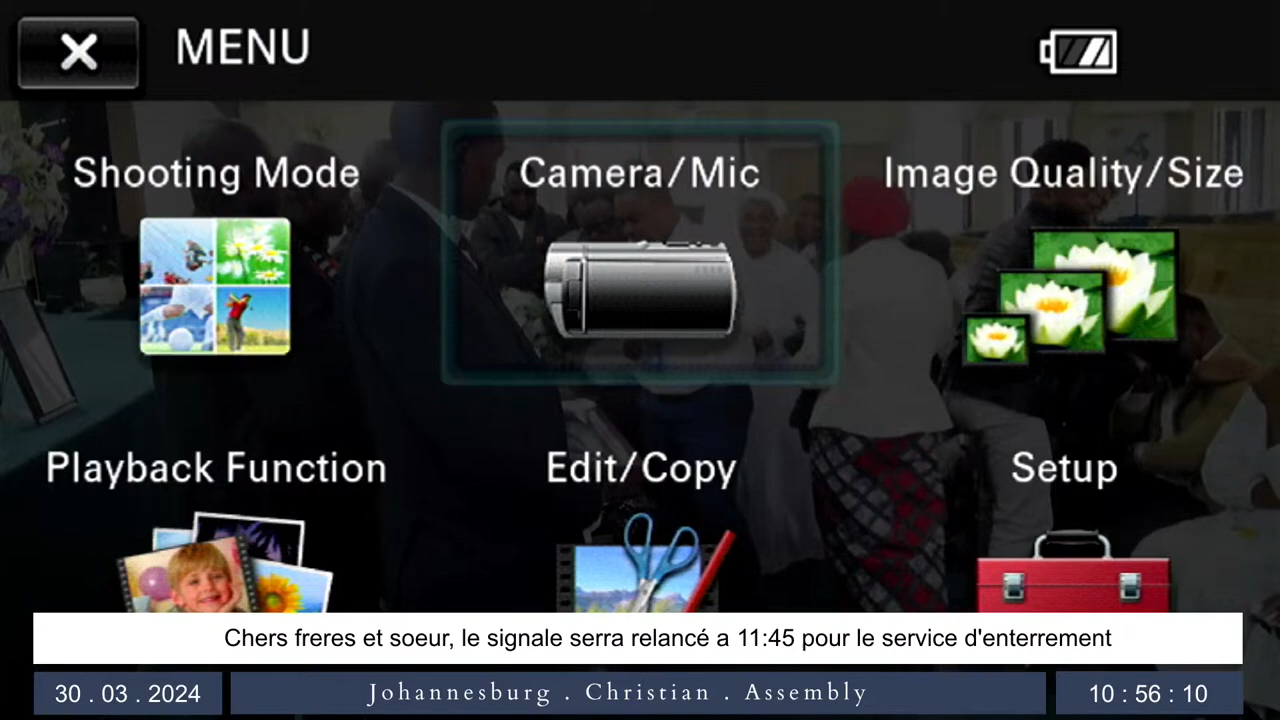 MENU
Shooting Mode
Camera/Mic
Image Quality/Size
Playback Function
Edit/Copy
Setup
Chers freres et soeur, le signale serra relancé a 11:45 pour le service d'enterrement
30 . 03 . 2024
Johannesburg . Christian . Assembly
10 : 56 : 10